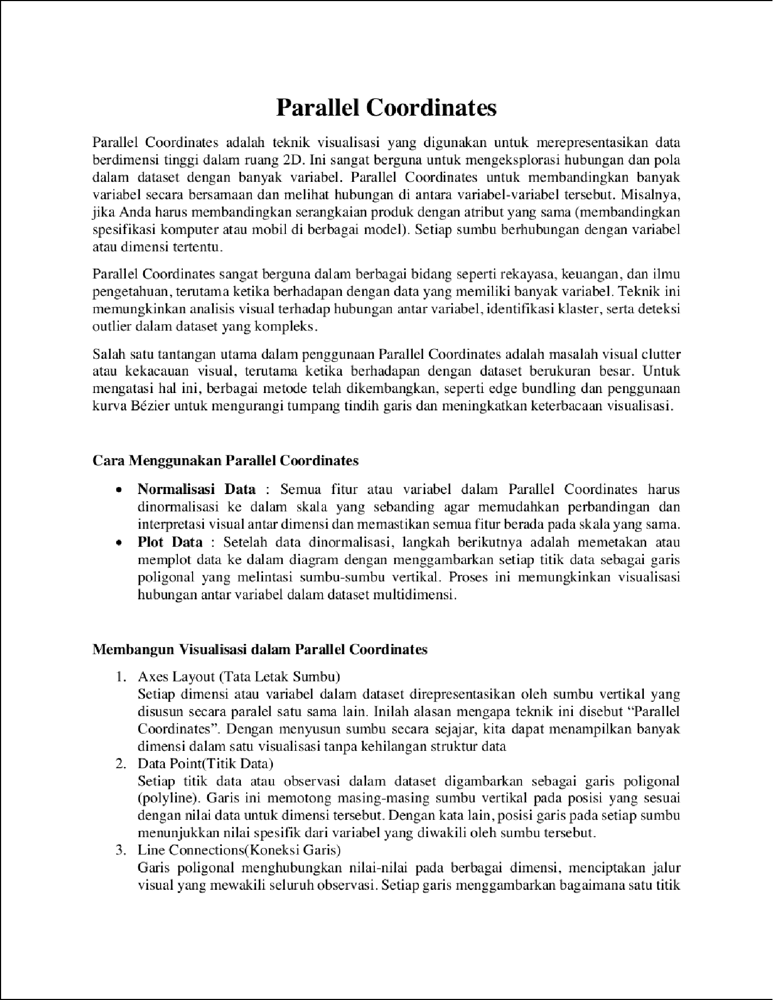 Parallel Coordinates
Parallel Coordinates adalah teknik visualisasi yang digunakan untuk merepresentasikan data
berdimensi tinggi dalam ruang 2D. Ini sangat berguna untuk mengeksplorasi hubungan dan pola
dalam dataset dengan banyak variabel. Parallel Coordinates untuk membandingkan banyak
variabel secara bersamaan dan melihat hubungan di antara variabel-variabel tersebut. Misalnya,
jika Anda harus membandingkan serangkaian produk dengan atribut yang sama (membandingkan
spesifikasi komputer atau mobil di berbagai model). Setiap sumbu berhubungan dengan variabel
atau dimensi tertentu.
Parallel Coordinates sangat berguna dalam berbagai bidang seperti rekayasa, keuangan, dan ilmu
pengetahuan, terutama ketika berhadapan dengan data yang memiliki banyak variabel. Teknik ini
memungkinkan analisis visual terhadap hubungan antar variabel, identifikasi klaster, serta deteksi
outlier dalam dataset yang kompleks.
Salah satu tantangan utama dalam penggunaan Parallel Coordinates adalah masalah visual clutter
atau kekacauan visual, terutama ketika berhadapan dengan dataset berukuran besar. Untuk
mengatasi hal ini, berbagai metode telah dikembangkan, seperti edge bundling dan penggunaan
kurva Bézier untuk mengurangi tumpang tindih garis dan meningkatkan keterbacaan visualisasi.
Cara Menggunakan Parallel Coordinates
• Normalisasi Data : Semua fitur atau variabel dalam Parallel Coordinates harus
dinormalisasi ke dalam skala yang sebanding agar memudahkan perbandingan dan
interpretasi visual antar dimensi dan memastikan semua fitur berada pada skala yang sama.
• Plot Data : Setelah data dinormalisasi, langkah berikutnya adalah memetakan atau
memplot data ke dalam diagram dengan menggambarkan setiap titik data sebagai garis
poligonal yang melintasi sumbu-sumbu vertikal. Proses ini memungkinkan visualisasi
hubungan antar variabel dalam dataset multidimensi.
Membangun Visualisasi dalam Parallel Coordinates
1. Axes Layout (Tata Letak Sumbu)
Setiap dimensi atau variabel dalam dataset direpresentasikan oleh sumbu vertikal yang
disusun secara paralel satu sama lain. Inilah alasan mengapa teknik ini disebut “Parallel
Coordinates”. Dengan menyusun sumbu secara sejajar, kita dapat menampilkan banyak
dimensi dalam satu visualisasi tanpa kehilangan struktur data
2. Data Point(Titik Data)
Setiap titik data atau observasi dalam dataset digambarkan sebagai garis poligonal
(polyline). Garis ini memotong masing-masing sumbu vertikal pada posisi yang sesuai
dengan nilai data untuk dimensi tersebut. Dengan kata lain, posisi garis pada setiap sumbu
menunjukkan nilai spesifik dari variabel yang diwakili oleh sumbu tersebut.
3. Line Connections(Koneksi Garis)
Garis poligonal menghubungkan nilai-nilai pada berbagai dimensi, menciptakan jalur
visual yang mewakili seluruh observasi. Setiap garis menggambarkan bagaimana satu titik